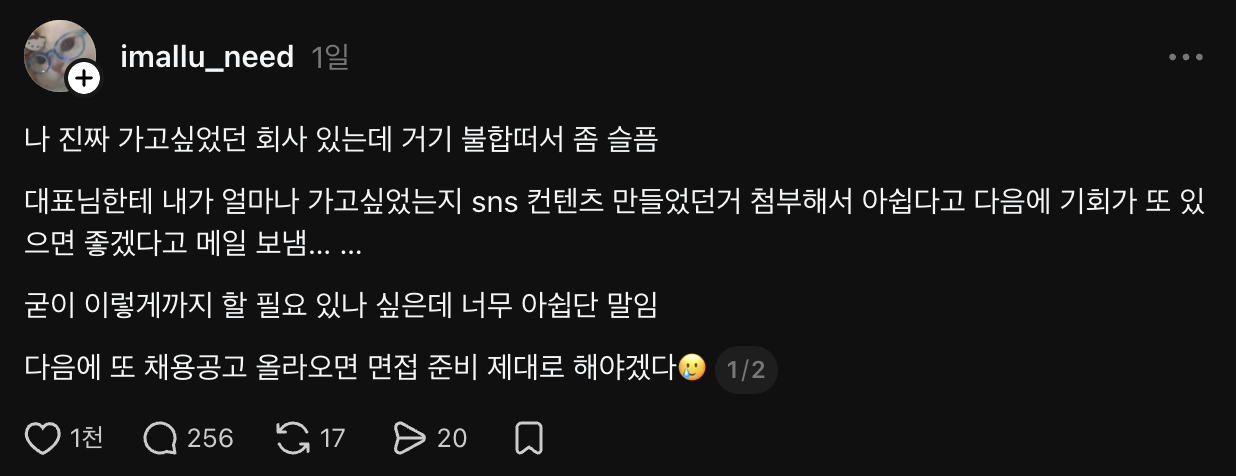 imallu_need 1일
나 진짜 가고싶었던 회사 있는데 거기 불합떠서 좀 슬픔
대표님한테 내가 얼마나 가고싶었는지 sns 컨텐츠 만들었던거 첨부해서 아쉽다고 다음에 기회가 또 있
으면 좋겠다고 메일 보냄... ...
굳이 이렇게까지 할 필요 있나 싶은데 너무 아쉽단 말임
다음에 또 채용공고 올라오면 면접 준비 제대로 해야겠다🥲 1/2
1천 256 17 20